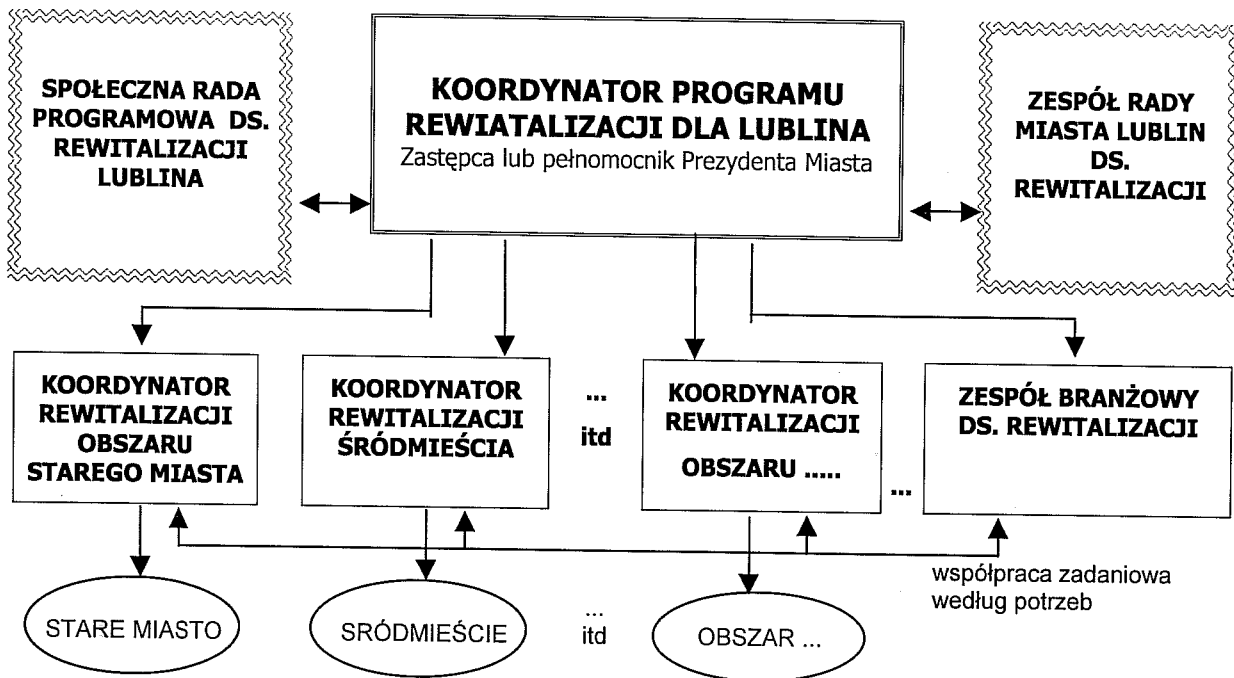 SPOŁECZNA RADA
PROGRAMOWA DS.
REWITALIZACJI
LUBLINA
KOORDYNATOR PROGRAMU
REWIATALIZACJI DLA LUBLINA
Zastępca lub pełnomocnik Prezydenta Miasta
ZESPÓŁ RADY
MIASTA LUBLIN
DS.
REWITALIZACJI
KOORDYNATOR
REWITALIZACJI
OBSZARU
STAREGO MIASTA
KOORDYNATOR
REWITALIZACJI
ŚRÓDMIEŚCIA
...
itd
KOORDYNATOR
REWITALIZACJI
OBSZARU .....
...
ZESPÓŁ BRANŻOWY
DS. REWITALIZACJI
współpraca zadaniowa
według potrzeb
STARE MIASTO
SRÓDMIEŚCIE
...
itd
OBSZAR ...